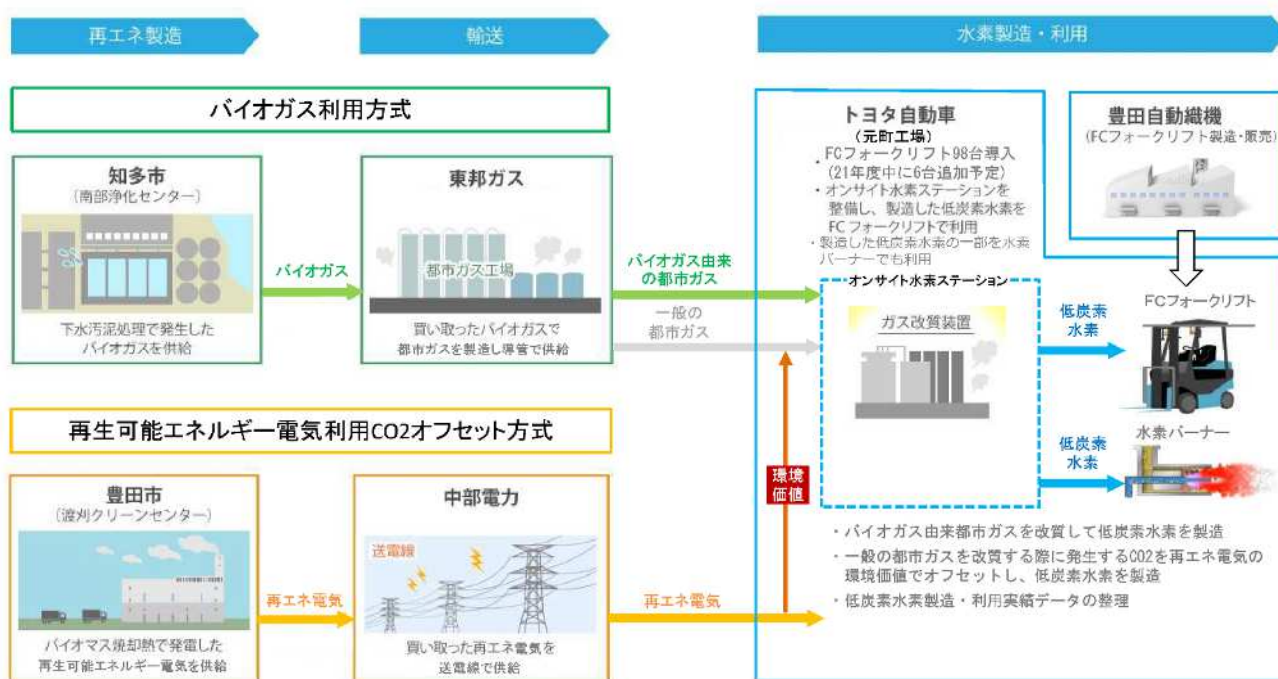 再エネ製造
輸送
水素製造・利用
バイオガス利用方式
知多市
(南部浄化センター)
下水汚泥処理で発生した
バイオガスを供給
バイオガス
東邦ガス
都市ガス工場
買い取ったバイオガスで
都市ガスを製造し導管で供給
バイオガス由来
の都市ガス
一般の
都市ガス
トヨタ自動車
(元町工場)
・FCフォークリフト98台導入
(21年度中に6台追加予定)
・オンサイト水素ステーションを
整備し、製造した低炭素水素を
FCフォークリフトで利用
・製造した低炭素水素の一部を水素
バーナーでも利用
オンサイト水素ステーション
ガス改質装置
豊田自動織機
(FCフォークリフト製造・販売)
低炭素
水素
FCフォークリフト
低炭素
水素
水素バーナー
再生可能エネルギー電気利用CO2オフセット方式
豊田市
(渡刈クリーンセンター)
バイオマス焼却熱で発電した
再生可能エネルギー電気を供給
再エネ電気
中部電力
送電線
買い取った再エネ電気を
送電線で供給
再エネ電気
環境
価値
・バイオガス由来都市ガスを改質して低炭素水素を製造
・一般の都市ガスを改質する際に発生するCO2を再エネ電気の
環境価値でオフセットし、低炭素水素を製造
・低炭素水素製造・利用実績データの整理